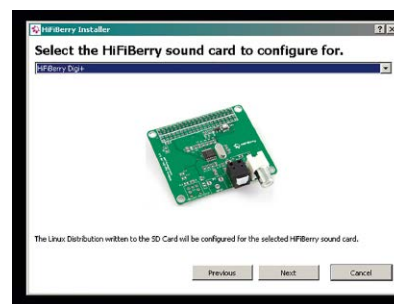 HiFiBerry Installer
Select the HiFiBerry sound card to configure for.
HiFiBerry Digi+
The Linux Distribution written to the SD Card will be configured for the selected HiFiBerry sound card.
Previous Next Cancel